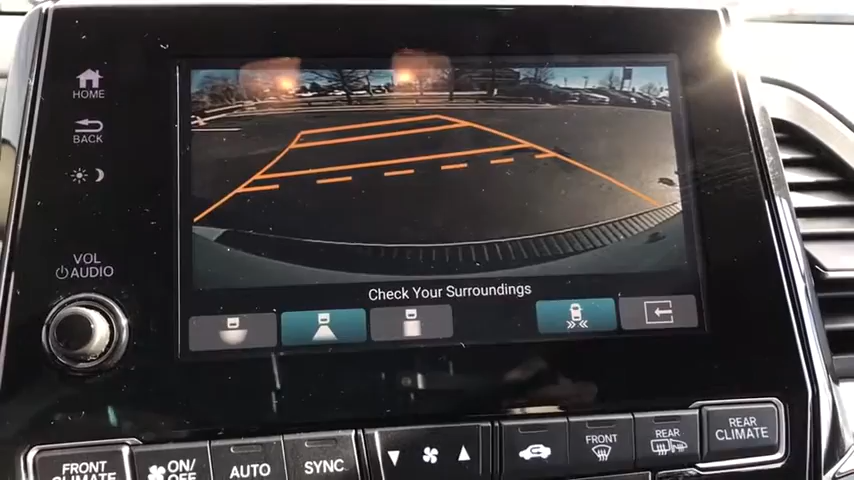 HOME
BACK
VOL
AUDIO
Check Your Surroundings
FRONT
CLIMATE
ON/
OFF
AUTO
SYNC
FRONT
REAR
REAR
CLIMATE